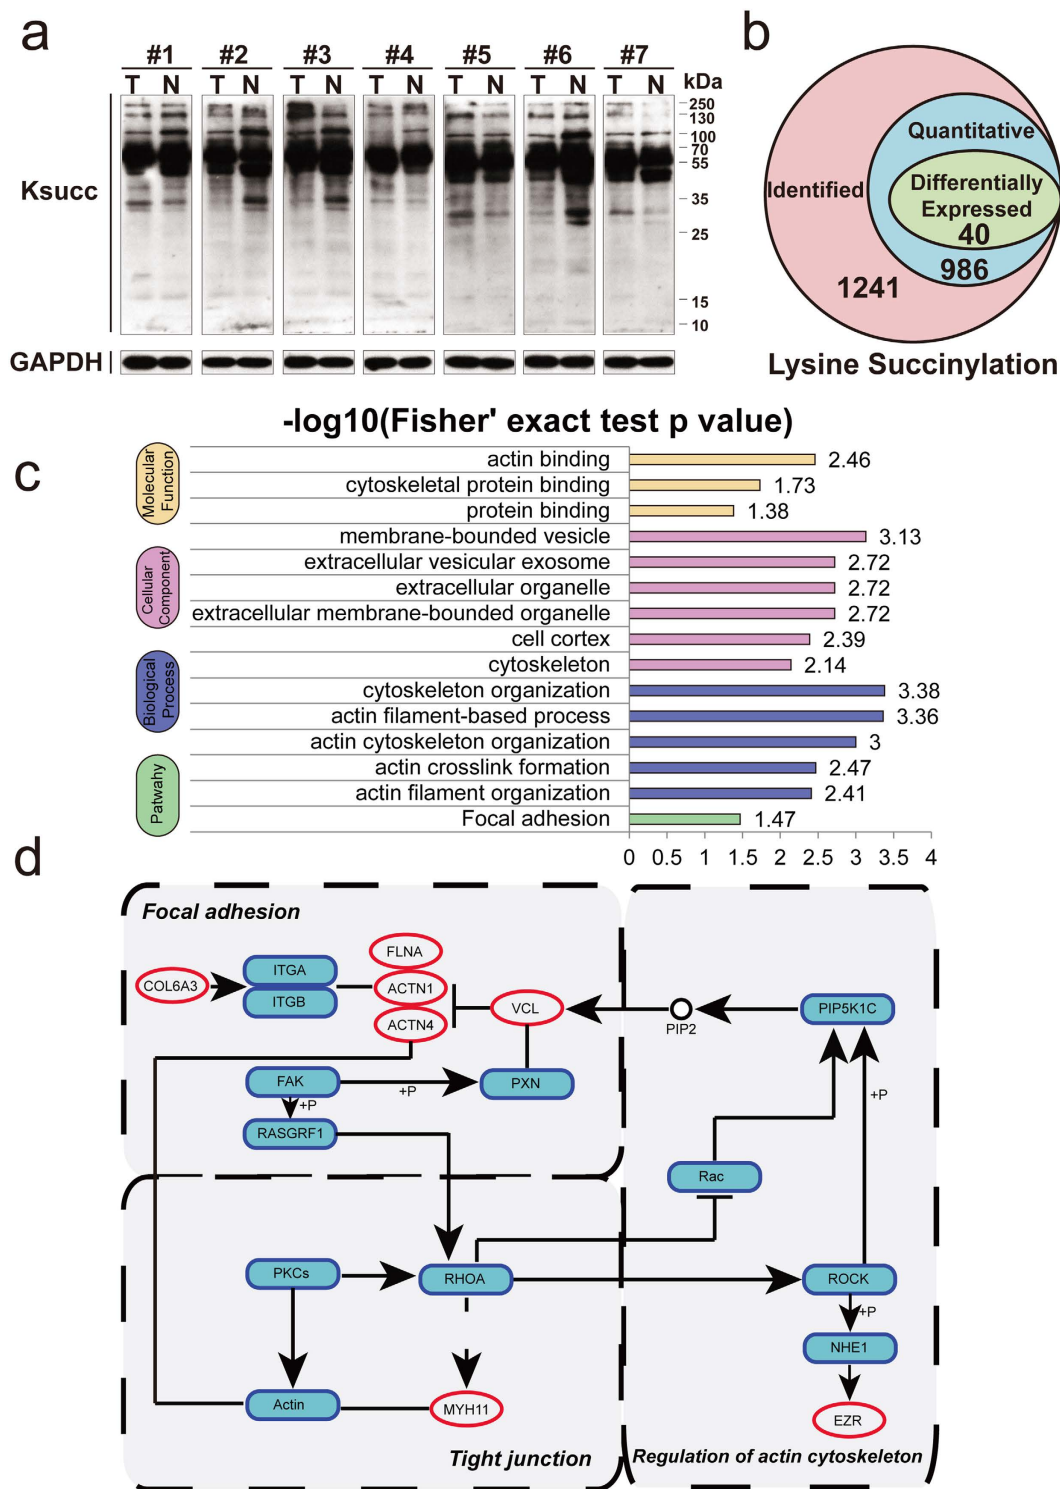 a
#1 #2 #3 #4 #5 #6 #7
T N T N T N T N T N T N T N
kDa
250
130
100
70
55
35
25
15
10
Ksucc
GAPDH
b
Quantitative
Identified
Differentially
Expressed
40
986
1241
Lysine Succinylation
c
-log10(Fisher' exact test p value)
Molecular
Function
actin binding 2.46
cytoskeletal protein binding 1.73
protein binding 1.38
Cellular
Component
membrane-bounded vesicle 3.13
extracellular vesicular exosome 2.72
extracellular organelle 2.72
extracellular membrane-bounded organelle 2.72
cell cortex 2.39
cytoskeleton 2.14
Biological
Process
cytoskeleton organization 3.38
actin filament-based process 3.36
actin cytoskeleton organization 3
actin crosslink formation 2.47
actin filament organization 2.41
Patwahy
Focal adhesion 1.47
0 0.5 1 1.5 2 2.5 3 3.5 4
d
Focal adhesion
FLNA
COL6A3
ITGA
ITGB
ACTN1
ACTN4
VCL
PIP2
PIP5K1C
FAK
+P
PXN
+P
RASGRF1
+P
Rac
PKCs
RHOA
ROCK
+P
NHE1
Actin
MYH11
EZR
Tight junction
Regulation of actin cytoskeleton